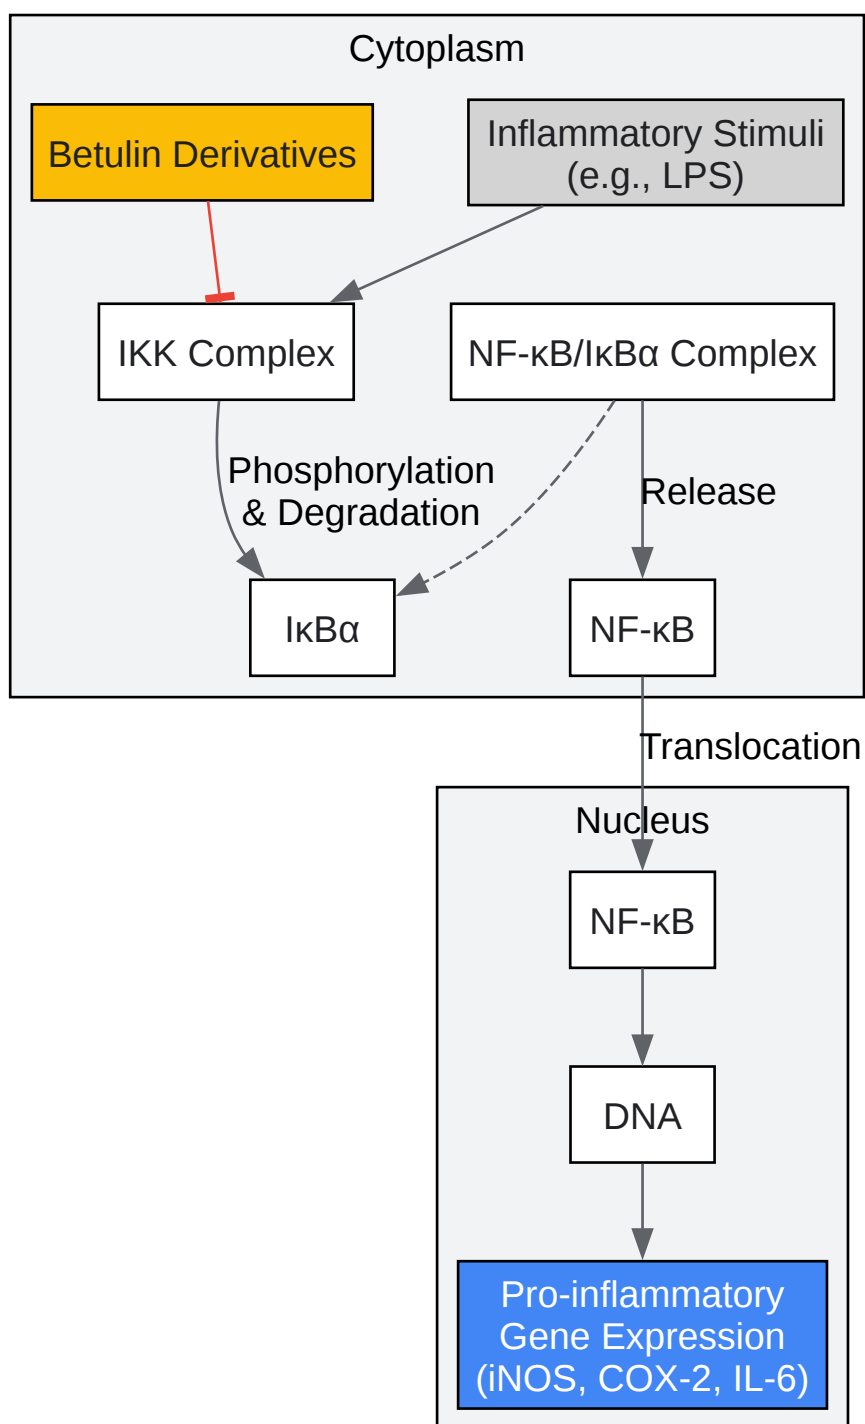 Cytoplasm
Betulin Derivatives
Inflammatory Stimuli
(e.g., LPS)
IKK Complex
NF-κB/IκBα Complex
Phosphorylation
& Degradation
Release
IκBα
NF-κB
Translocation
Nucleus
NF-κB
DNA
Pro-inflammatory
Gene Expression
(iNOS, COX-2, IL-6)